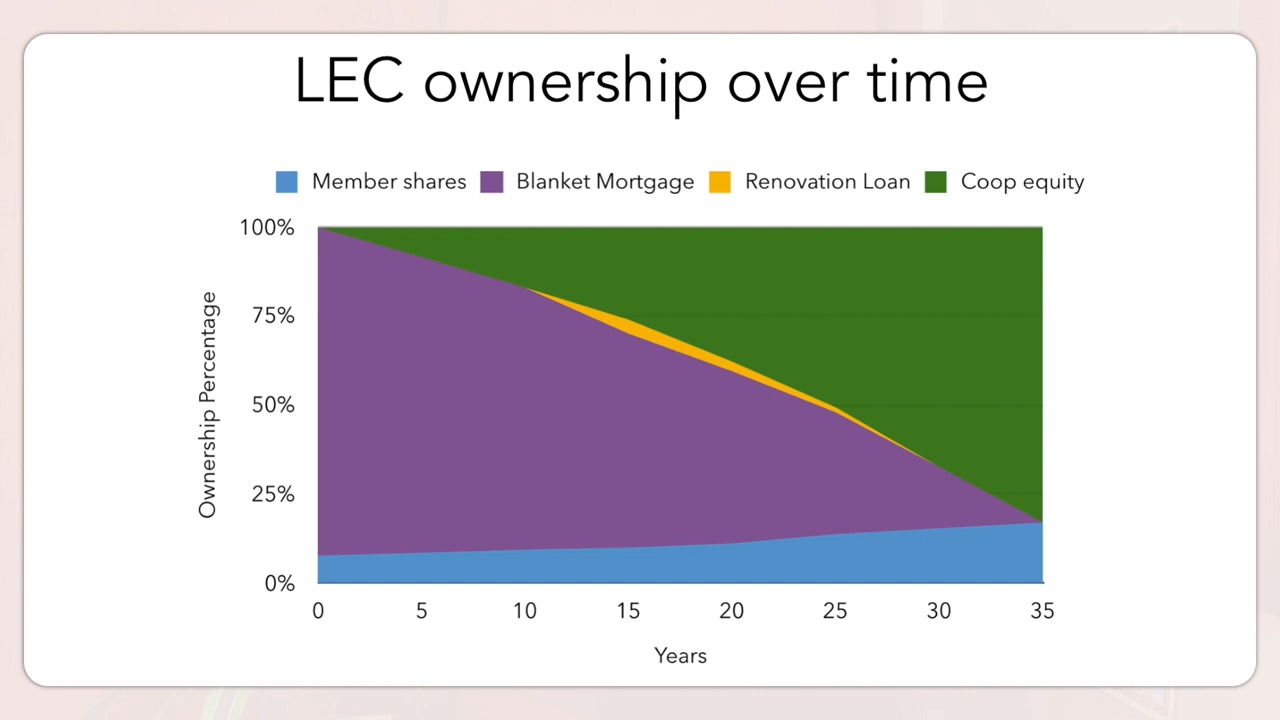 LEC ownership over time
Member shares Blanket Mortgage Renovation Loan Coop equity
100%
75%
50%
25%
0%
Ownership Percentage
0 5 10 15 20 25 30 35
Years